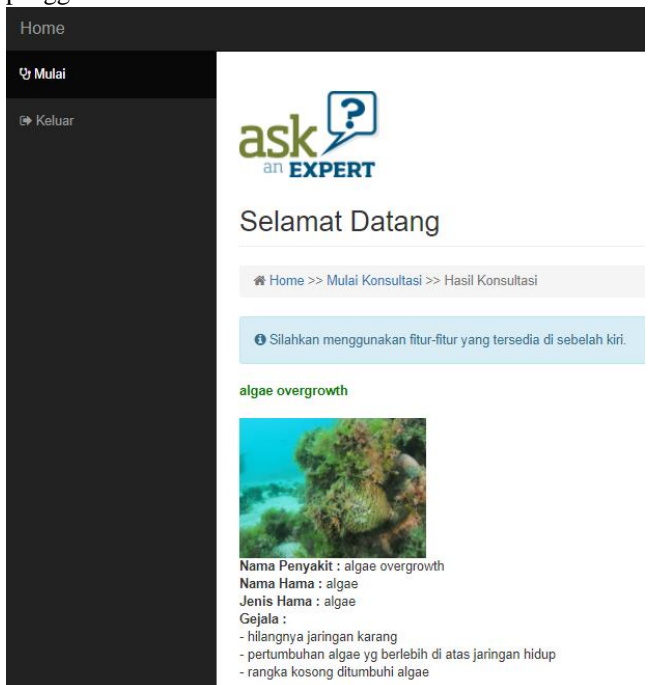 Home
Mulai
Keluar
ask ?
an EXPERT
Selamat Datang
Home >> Mulai Konsultasi >> Hasil Konsultasi
Silahkan menggunakan fitur-fitur yang tersedia di sebelah kiri.
algae overgrowth
Nama Penyakit : algae overgrowth
Nama Hama : algae
Jenis Hama : algae
Gejala :
- hilangnya jaringan karang
- pertumbuhan algae yg berlebih di atas jaringan hidup
- rangka kosong ditumbuhi algae